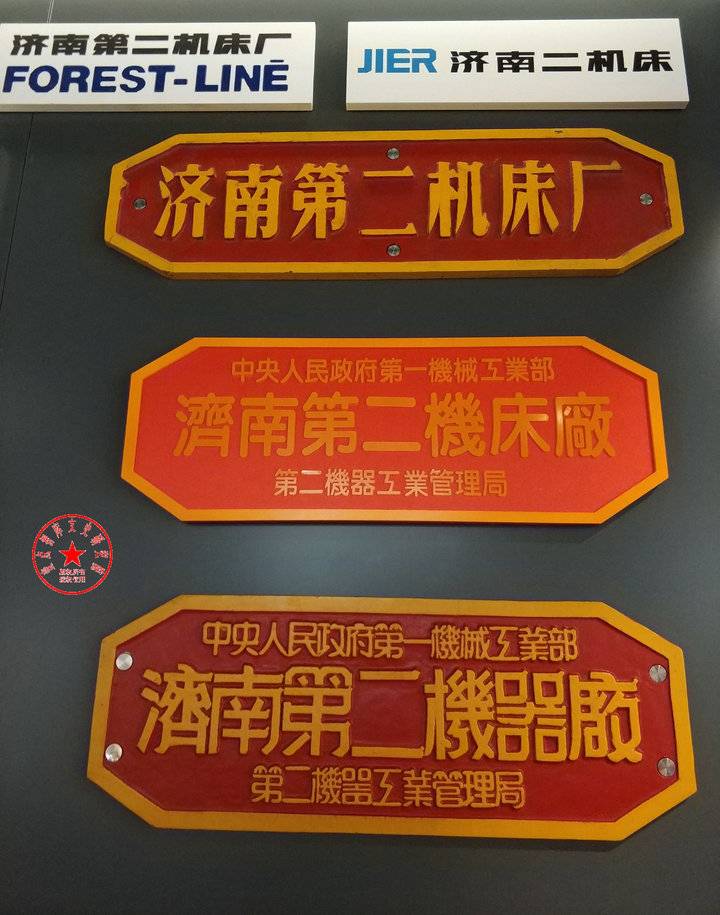 济南第二机床厂
FOREST-LINĒ
JIER 济南二机床
济南第二机床厂
中央人民政府第一機械工業部
濟南第二機床廠
第二機器工業管理局
中央人民政府第一機械工業部
濟南第二機器廠
第二機器工業管理局